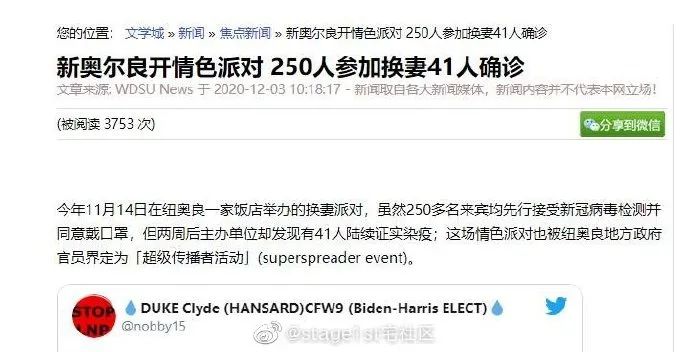 您的位置: 文学城 » 新闻 » 焦点新闻 » 新奥尔良开情色派对 250人参加换妻41人确诊
新奥尔良开情色派对 250人参加换妻41人确诊
文章来源: WDSU News 于 2020-12-03 10:18:17 - 新闻取自各大新闻媒体，新闻内容并不代表本网立场！
(被阅读 3753 次)
分享到微信
今年11月14日在纽奥良一家饭店举办的换妻派对，虽然250多名来宾均先行接受新冠病毒检测并
同意戴口罩，但两周后主办单位却发现有41人陆续证实染疫；这场情色派对也被纽奥良地方政府
官员界定为「超级传播者活动」(superspreader event)。
STOP
LNP
DUKE Clyde (HANSARD)CFW9 (Biden-Harris ELECT)
@nobby15
@stage1st宅社区